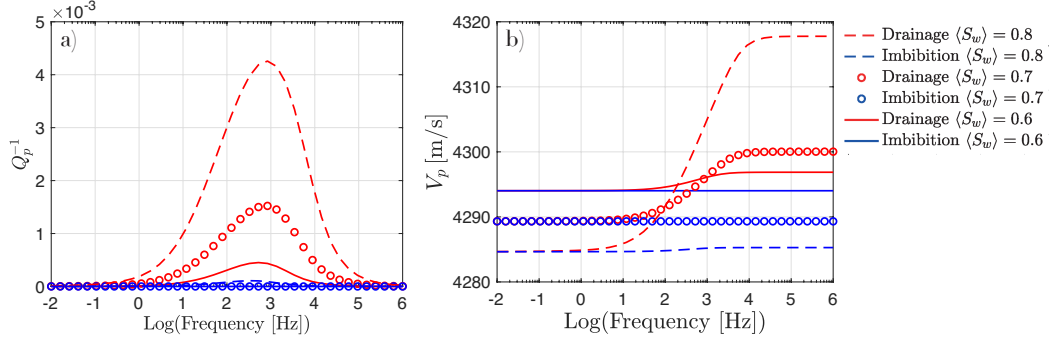 5 ×10⁻³
a)
4
3
2
1
0
Q_p^{-1}
-2 -1 0 1 2 3 4 5 6
Log(Frequency [Hz])
4320
b)
4310
4300
4290
4280
V_p [m/s]
-2 -1 0 1 2 3 4 5 6
Log(Frequency [Hz])
Drainage ⟨S_w⟩ = 0.8
Imbibition ⟨S_w⟩ = 0.8
Drainage ⟨S_w⟩ = 0.7
Imbibition ⟨S_w⟩ = 0.7
Drainage ⟨S_w⟩ = 0.6
Imbibition ⟨S_w⟩ = 0.6